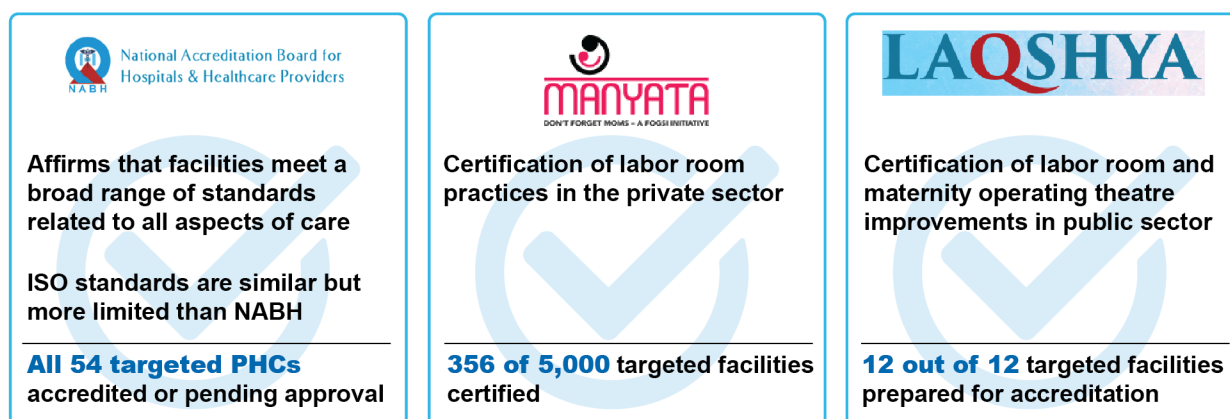 National Accreditation Board for
Hospitals & Healthcare Providers
NABH
Affirms that facilities meet a
broad range of standards
related to all aspects of care
ISO standards are similar but
more limited than NABH
All 54 targeted PHCs
accredited or pending approval
MANYATA
DON'T FORGET MOMS – A FOGSI INITIATIVE
Certification of labor room
practices in the private sector
356 of 5,000 targeted facilities
certified
LAQSHYA
Certification of labor room and
maternity operating theatre
improvements in public sector
12 out of 12 targeted facilities
prepared for accreditation